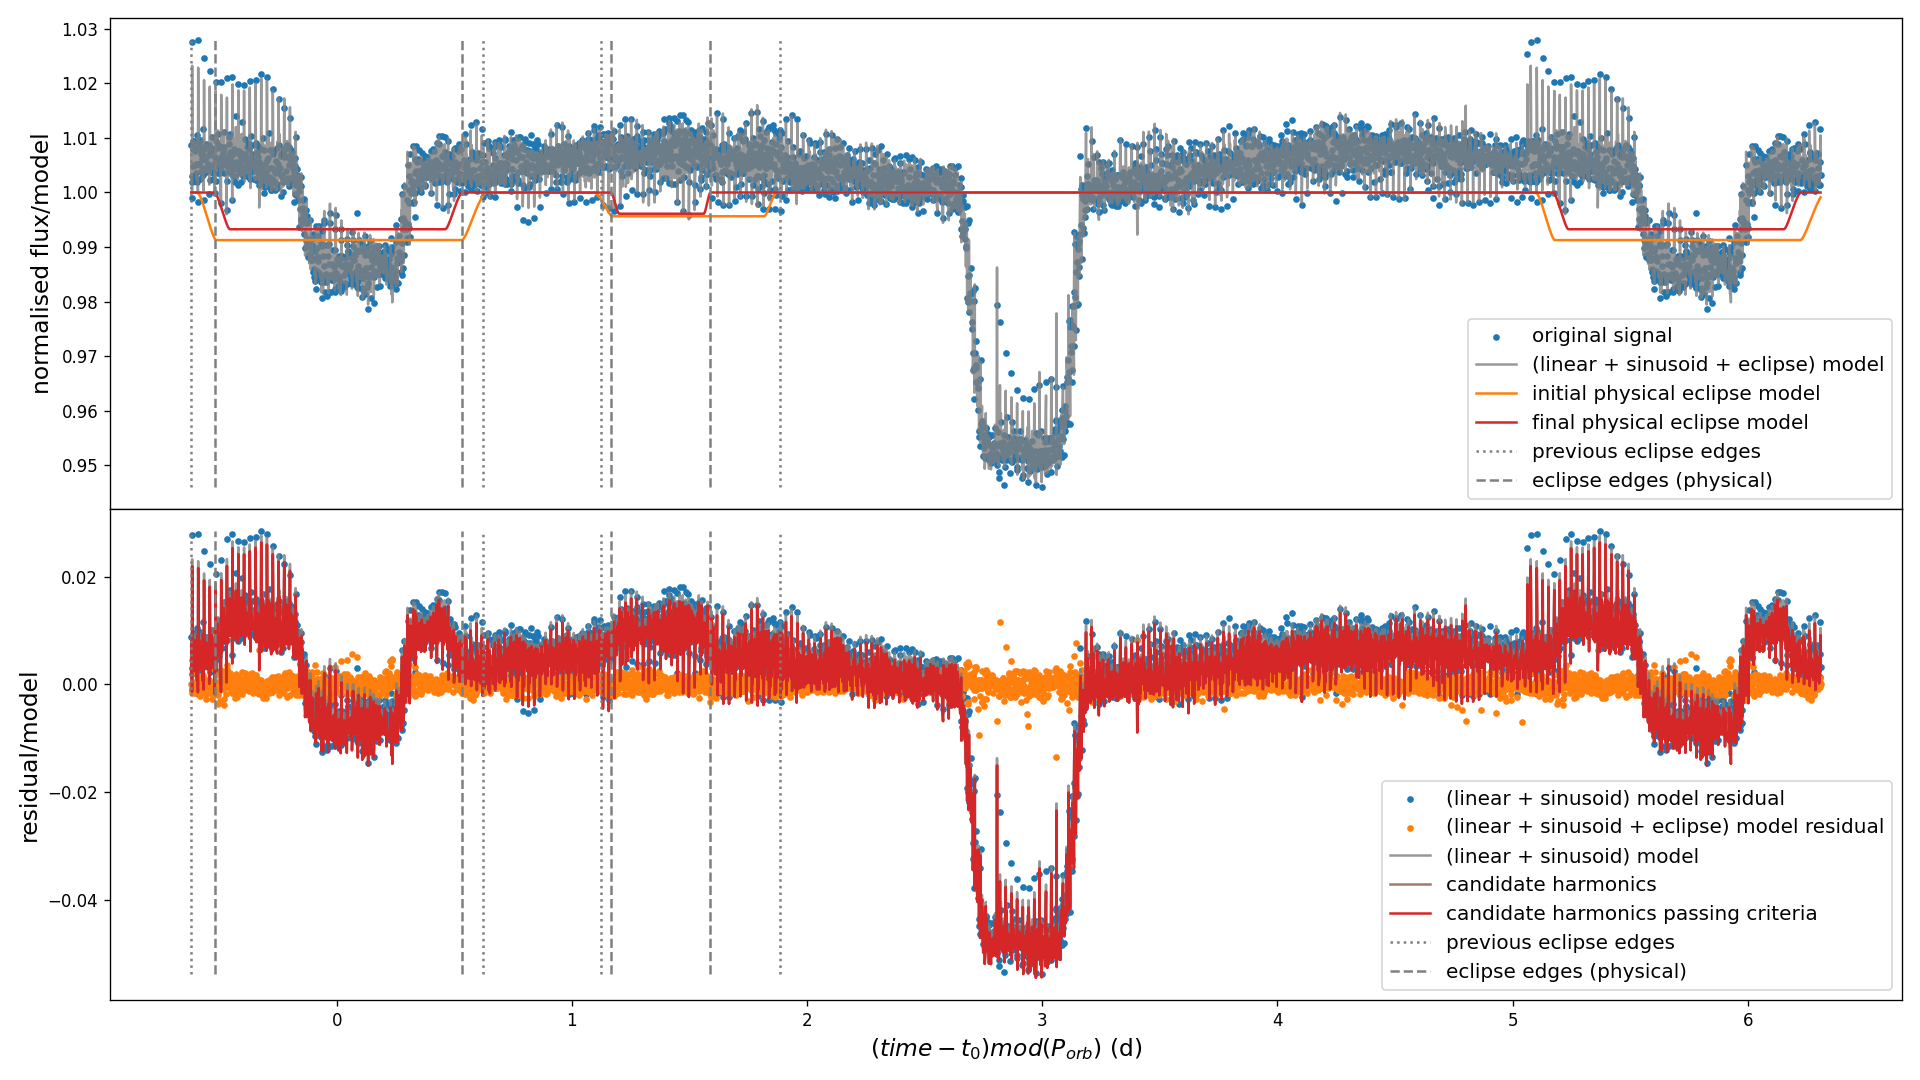 1.03
1.02
1.01
1.00
0.99
0.98
0.97
0.96
0.95
normalised flux/model
original signal
(linear + sinusoid + eclipse) model
initial physical eclipse model
final physical eclipse model
previous eclipse edges
eclipse edges (physical)
0.02
0.00
−0.02
−0.04
residual/model
(linear + sinusoid) model residual
(linear + sinusoid + eclipse) model residual
(linear + sinusoid) model
candidate harmonics
candidate harmonics passing criteria
previous eclipse edges
eclipse edges (physical)
0 1 2 3 4 5 6
(time − t₀)mod(P_orb) (d)